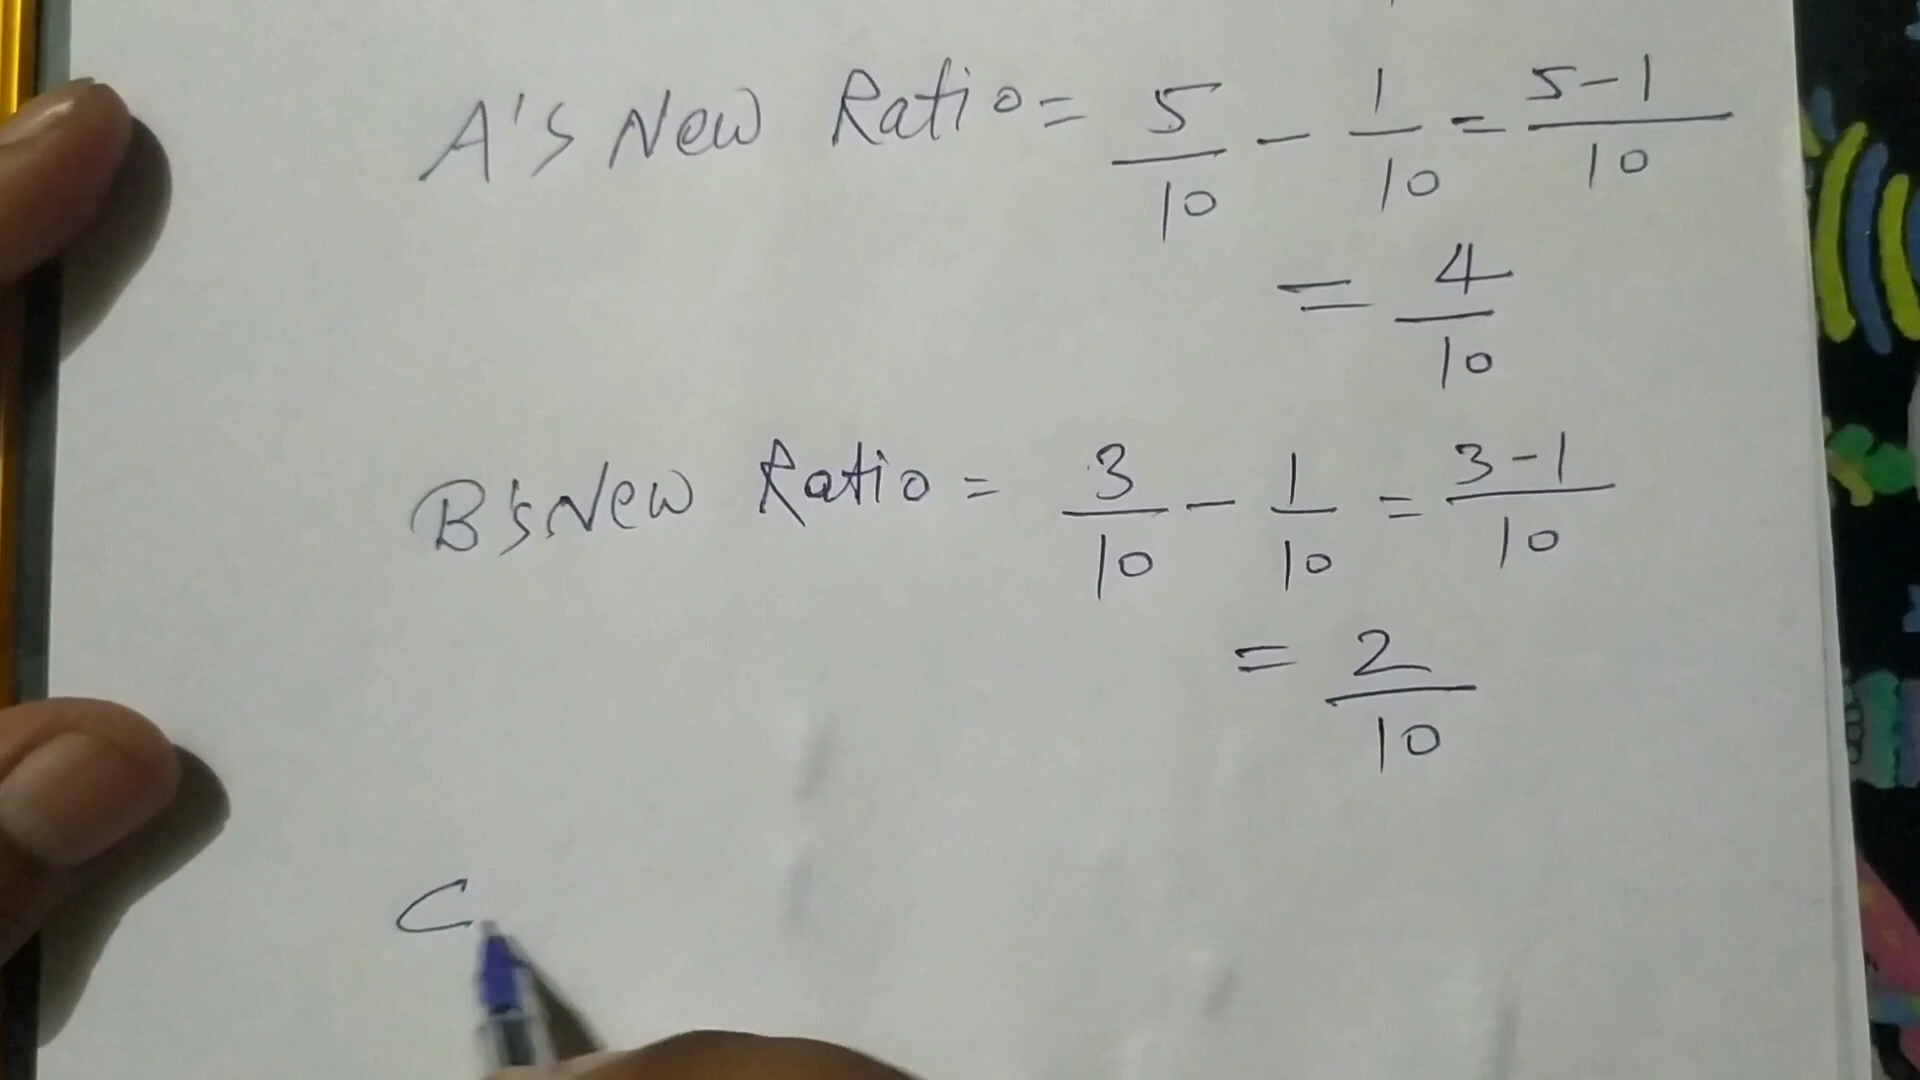 A's New Ratio = 5/10 - 1/10 = 5-1/10
= 4/10
B's New Ratio = 3/10 - 1/10 = 3-1/10
= 2/10
C